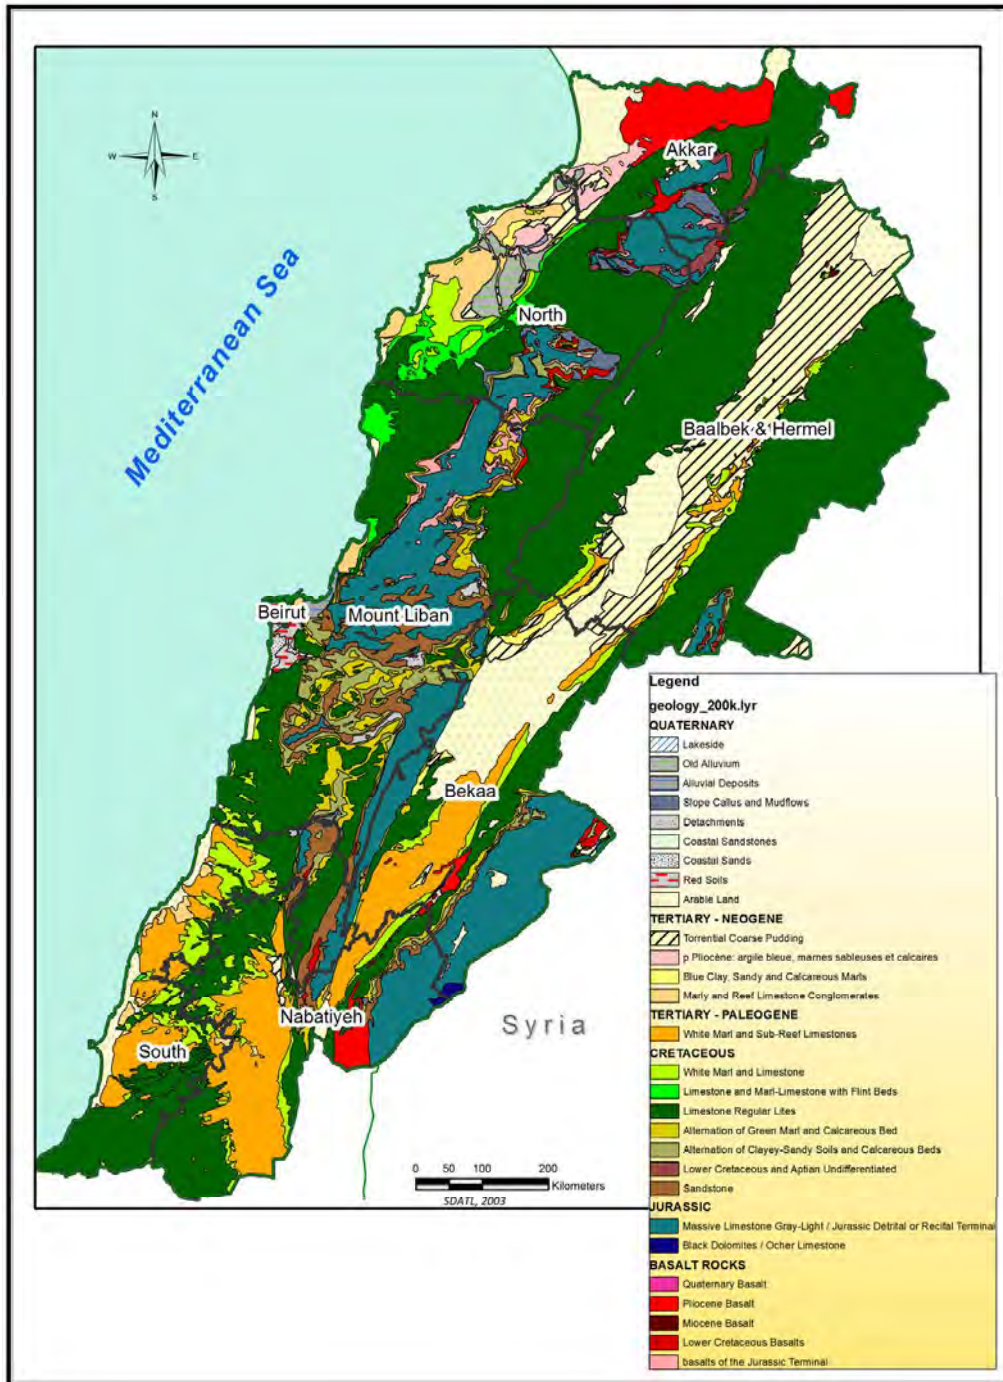 N
W
E
S
Mediterranean Sea
Akkar
North
Baalbek & Hermel
Beirut
Mount Liban
Bekaa
Nabatiyeh
South
Syria
0 50 100 200
Kilometers
SDATL, 2003
Legend
geology_200k.lyr
QUATERNARY
Lakeside
Old Alluvium
Alluvial Deposits
Slope Callus and Mudflows
Detachments
Coastal Sandstones
Coastal Sands
Red Soils
Arable Land
TERTIARY - NEOGENE
Torrential Coarse Pudding
p Pliocène: argile bleue, marnes sableuses et calcaires
Blue Clay, Sandy and Calcareous Marls
Marly and Reef Limestone Conglomerates
TERTIARY - PALEOGENE
White Marl and Sub-Reef Limestones
CRETACEOUS
White Marl and Limestone
Limestone and Marl-Limestone with Flint Beds
Limestone Regular Lites
Alternation of Green Marl and Calcareous Bed
Alternation of Clayey-Sandy Soils and Calcareous Beds
Lower Cretaceous and Aptian Undifferentiated
Sandstone
JURASSIC
Massive Limestone Gray-Light / Jurassic Détrital or Recifal Terminal
Black Dolomites / Ocher Limestone
BASALT ROCKS
Quaternary Basalt
Pliocene Basalt
Miocene Basalt
Lower Cretaceous Basalts
basalts of the Jurassic Terminal